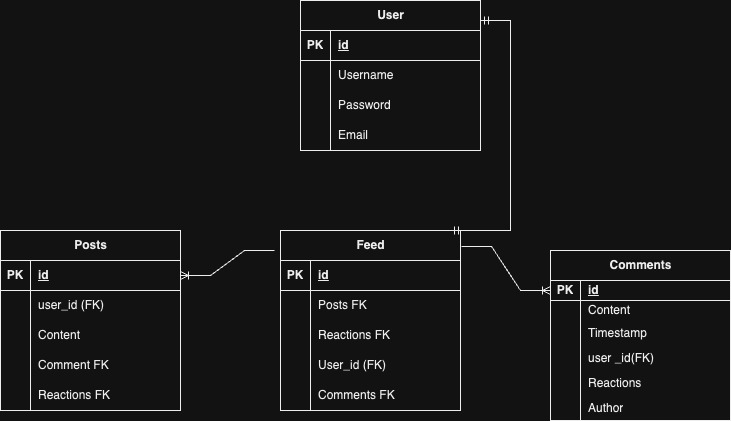 User
PK id
Username
Password
Email
Posts
PK id
user_id (FK)
Content
Comment FK
Reactions FK
Feed
PK id
Posts FK
Reactions FK
User_id (FK)
Comments FK
Comments
PK id
Content
Timestamp
user _id(FK)
Reactions
Author